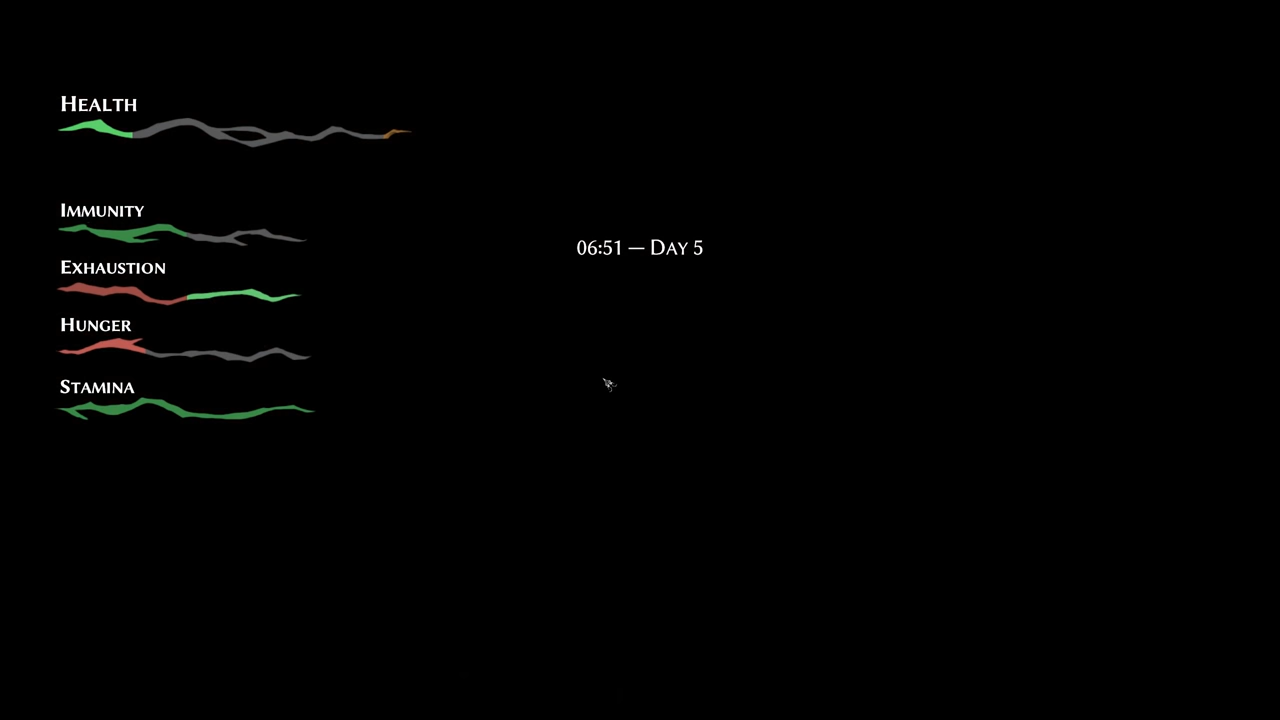 Health
Immunity
06:51 — Day 5
Exhaustion
Hunger
Stamina